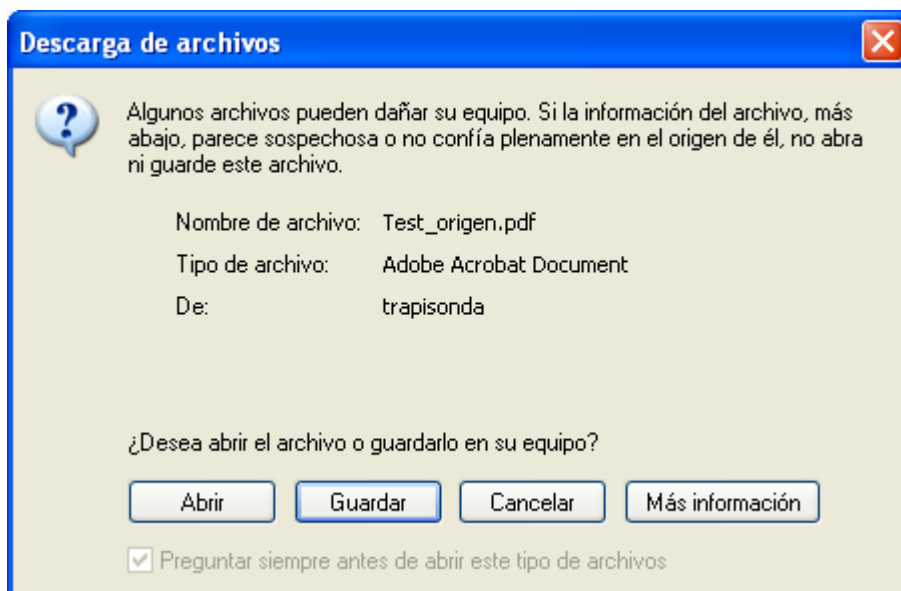 Descarga de archivos
Algunos archivos pueden dañar su equipo. Si la información del archivo, más
abajo, parece sospechosa o no confía plenamente en el origen de él, no abra
ni guarde este archivo.
Nombre de archivo: Test_origen.pdf
Tipo de archivo: Adobe Acrobat Document
De: trapisonda
¿Desea abrir el archivo o guardarlo en su equipo?
Abrir Guardar Cancelar Más información
Preguntar siempre antes de abrir este tipo de archivos